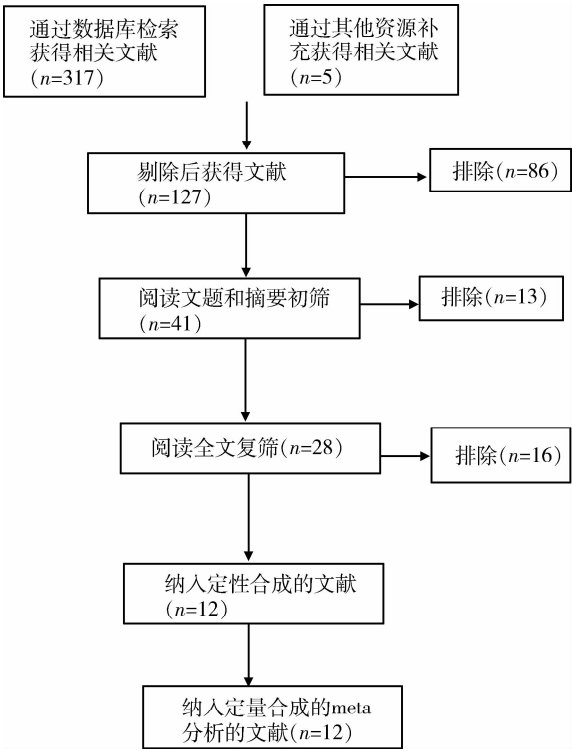 通过数据库检索
获得相关文献
(n=317)
通过其他资源补
充获得相关文献
(n=5)
剔除后获得文献
(n=127)
排除(n=86)
阅读文题和摘要初筛
(n=41)
排除(n=13)
阅读全文复筛(n=28)
排除(n=16)
纳入定性合成的文献
(n=12)
纳入定量合成的meta
分析的文献(n=12)